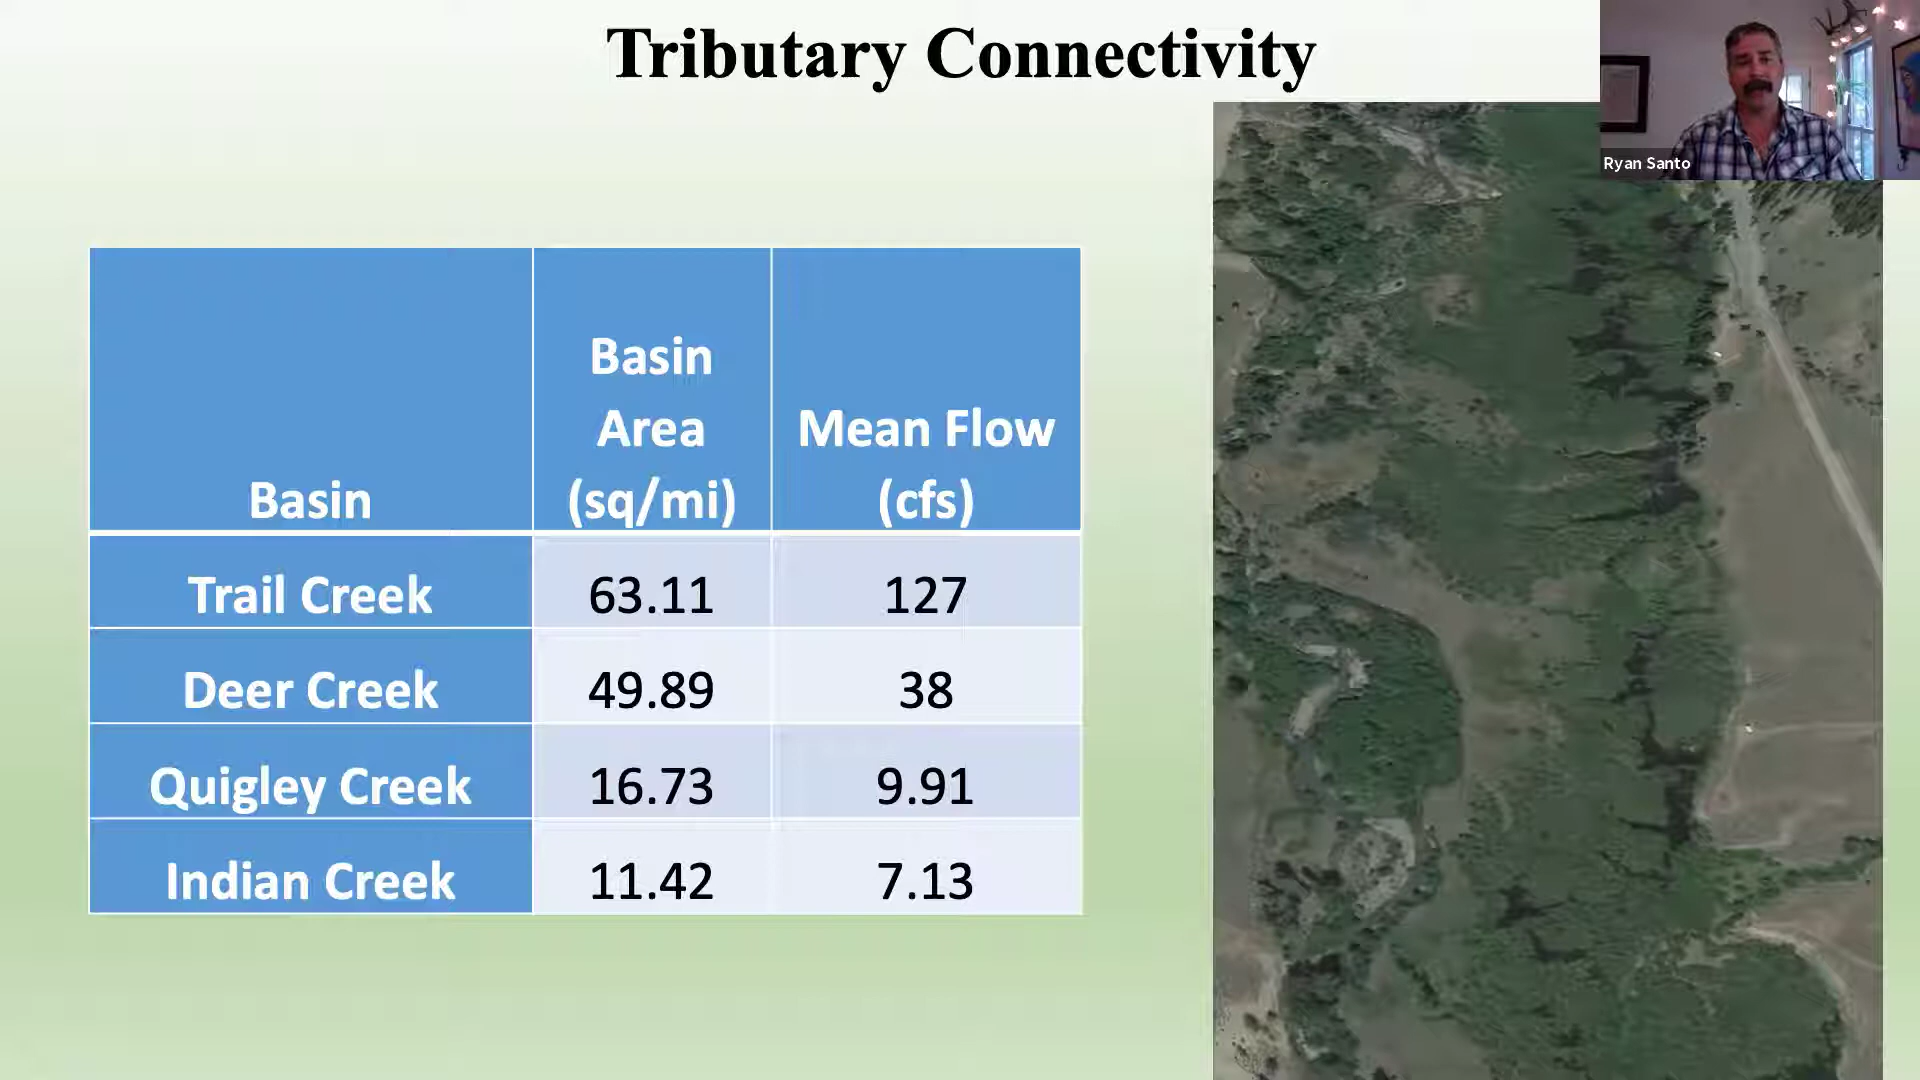 Tributary Connectivity
Ryan Santo
Basin
Basin
Area
(sq/mi)
Mean Flow
(cfs)
Trail Creek 63.11 127
Deer Creek 49.89 38
Quigley Creek 16.73 9.91
Indian Creek 11.42 7.13